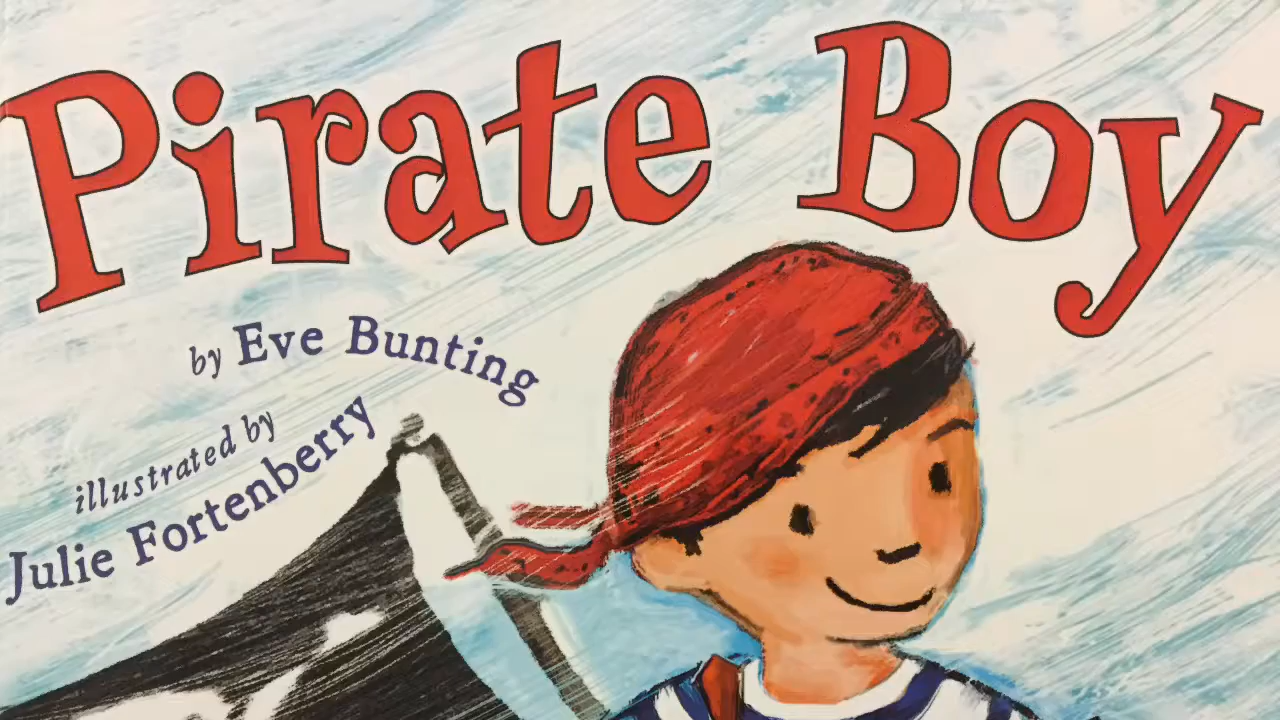 Pirate Boy
by Eve Bunting
illustrated by
Julie Fortenberry